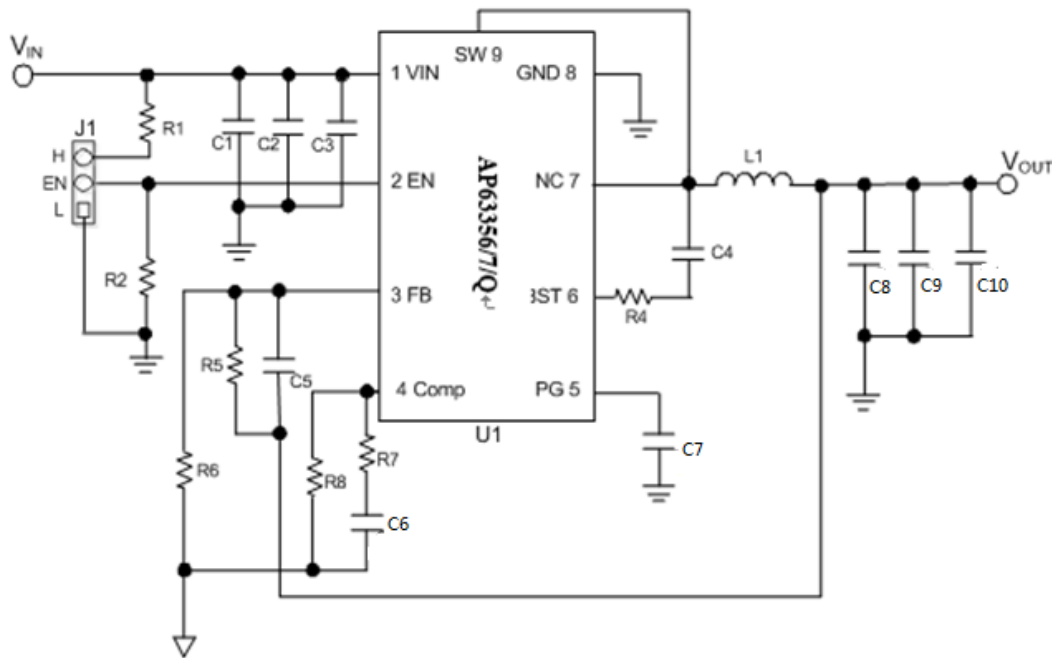 VIN
J1
H
EN
L
R1
R2
C1
C2
C3
SW 9
1 VIN
GND 8
2 EN
NC 7
3 FB
BST 6
4 Comp
PG 5
AP63356/7/Q
U1
L1
VOUT
C4
R4
C8
C9
C10
R5
C5
R6
R8
R7
C6
C7